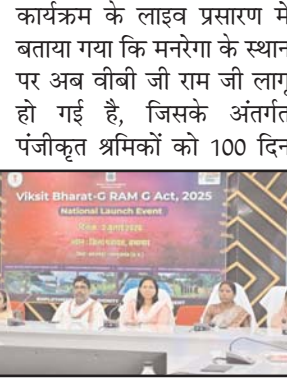 कार्यक्रम के लाइव प्रसारण में
बताया गया कि मनरेगा के स्थान
पर अब वीबी जी राम जी लागू
हो गई है, जिसके अंतर्गत
पंजीकृत श्रमिकों को 100 दिन
Viksit Bharat-G RAM G Act, 2025
National Launch Event